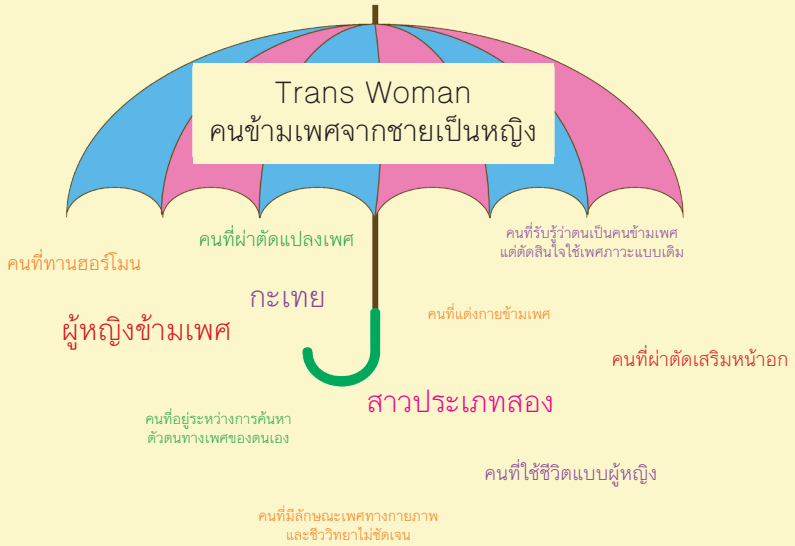 Trans Woman
คนข้ามเพศจากชายเป็นหญิง
คนที่รับรู้ว่าตนเป็นคนข้ามเพศ
แต่ตัดสินใจใช้เพศภาวะแบบเดิม
คนที่ผ่าตัดแปลงเพศ
คนที่ทานฮอร์โมน
กะเทย
คนที่แต่งกายข้ามเพศ
ผู้หญิงข้ามเพศ
คนที่ผ่าตัดเสริมหน้าอก
สาวประเภทสอง
คนที่อยู่ระหว่างการค้นหา
ตัวตนทางเพศของตนเอง
คนที่ใช้ชีวิตแบบผู้หญิง
คนที่มีลักษณะเพศทางกายภาพ
และชีววิทยาไม่ชัดเจน